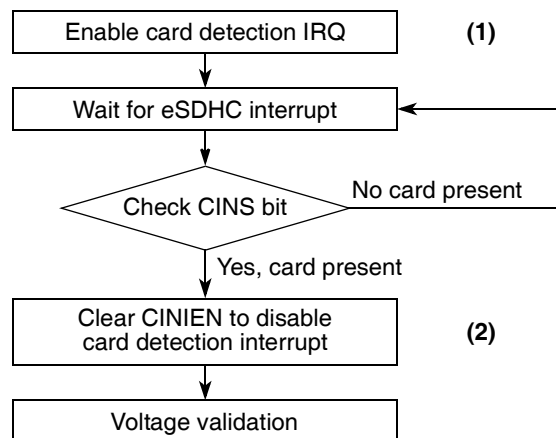 Enable card detection IRQ
(1)
Wait for eSDHC interrupt
Check CINS bit
No card present
Yes, card present
Clear CINIEN to disable
card detection interrupt
(2)
Voltage validation